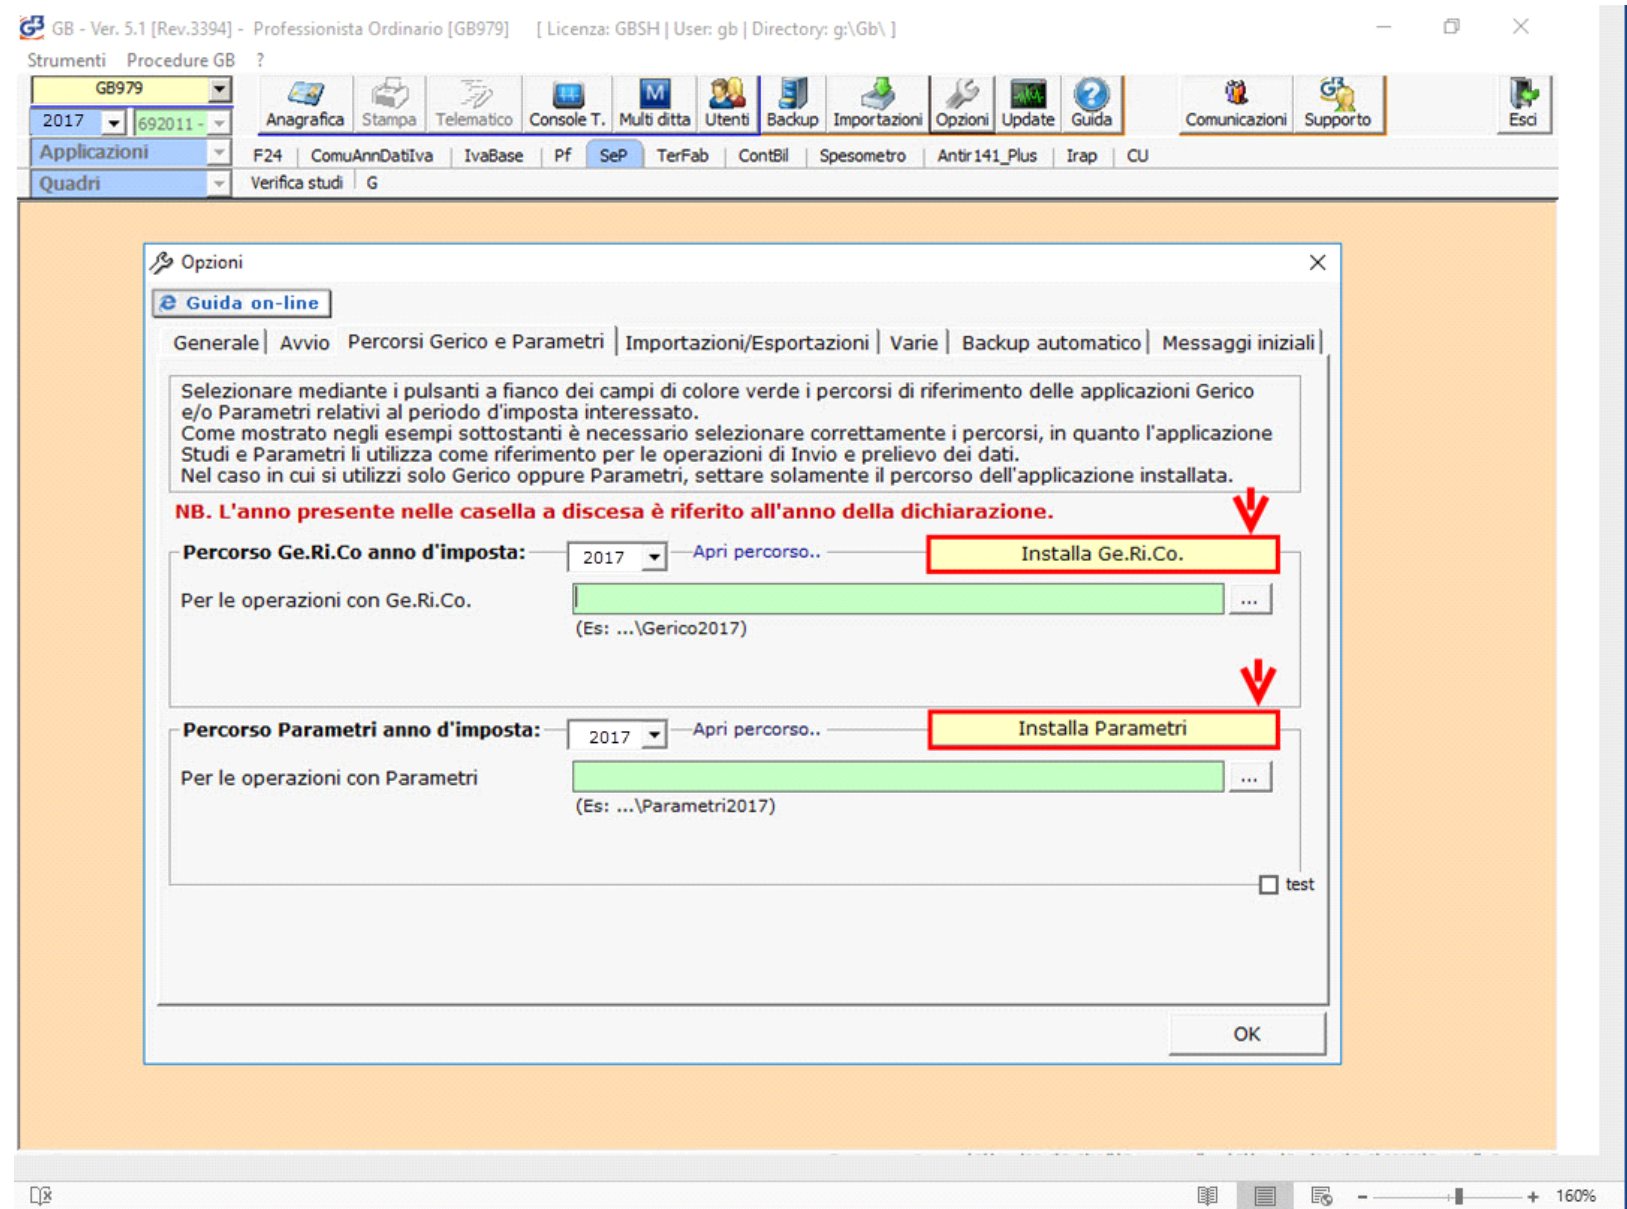 GB - Ver. 5.1 [Rev.3394] - Professionista Ordinario [GB979] [ Licenza: GBSH | User: gb | Directory: g:\Gb\ ]
Strumenti Procedure GB ?
GB979
2017 692011 -
Anagrafica Stampa Telematico Console T. Multi ditta Utenti Backup Importazioni Opzioni Update Guida Comunicazioni Supporto Esci
Applicazioni F24 ComuAnnDatiIva IvaBase Pf SeP TerFab ContBil Spesometro Antir141_Plus Irap CU
Quadri Verifica studi G
Opzioni
Guida on-line
Generale Avvio Percorsi Gerico e Parametri Importazioni/Esportazioni Varie Backup automatico Messaggi iniziali
Selezionare mediante i pulsanti a fianco dei campi di colore verde i percorsi di riferimento delle applicazioni Gerico
e/o Parametri relativi al periodo d'imposta interessato.
Come mostrato negli esempi sottostanti è necessario selezionare correttamente i percorsi, in quanto l'applicazione
Studi e Parametri li utilizza come riferimento per le operazioni di Invio e prelievo dei dati.
Nel caso in cui si utilizzi solo Gerico oppure Parametri, settare solamente il percorso dell'applicazione installata.
NB. L'anno presente nelle casella a discesa è riferito all'anno della dichiarazione.
Percorso Ge.Ri.Co anno d'imposta: 2017 Apri percorso.. Installa Ge.Ri.Co.
Per le operazioni con Ge.Ri.Co. ...
(Es: ...\Gerico2017)
Percorso Parametri anno d'imposta: 2017 Apri percorso.. Installa Parametri
Per le operazioni con Parametri ...
(Es: ...\Parametri2017)
test
OK
160%